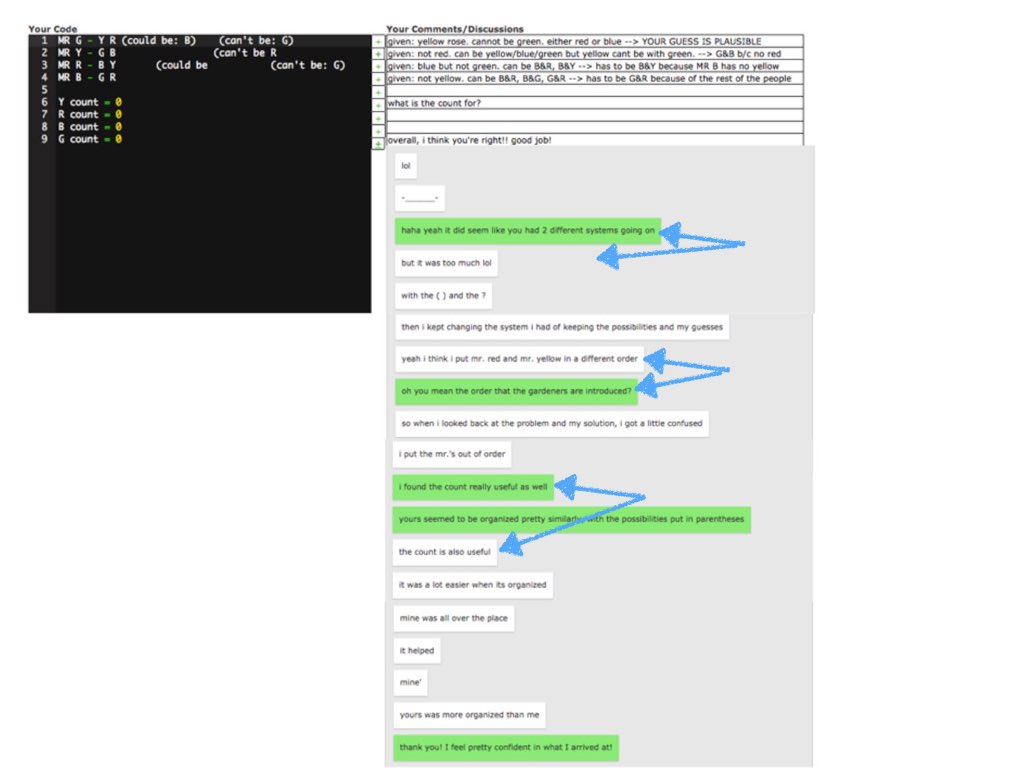 Your Code
1 MR G - Y R (could be: B) (can't be: G)
2 MR Y - G B (can't be R
3 MR R - B Y (could be (can't be: G)
4 MR B - G R
5
6 Y count = 0
7 R count = 0
8 B count = 0
9 G count = 0
Your Comments/Discussions
+ given: yellow rose. cannot be green. either red or blue --> YOUR GUESS IS PLAUSIBLE
+ given: not red. can be yellow/blue/green but yellow cant be with green. --> G&B b/c no red
+ given: blue but not green. can be B&R, B&Y --> has to be B&Y because MR B has no yellow
+ given: not yellow. can be B&R, B&G, G&R --> has to be G&R because of the rest of the people
+
+ what is the count for?
+
+
+ overall, i think you're right!! good job!
lol
-______-
haha yeah it did seem like you had 2 different systems going on
but it was too much lol
with the ( ) and the ?
then i kept changing the system i had of keeping the possibilities and my guesses
yeah i think i put mr. red and mr. yellow in a different order
oh you mean the order that the gardeners are introduced?
so when i looked back at the problem and my solution, i got a little confused
i put the mr.'s out of order
i found the count really useful as well
yours seemed to be organized pretty similarly with the possibilities put in parentheses
the count is also useful
it was a lot easier when its organized
mine was all over the place
it helped
mine'
yours was more organized than me
thank you! I feel pretty confident in what I arrived at!